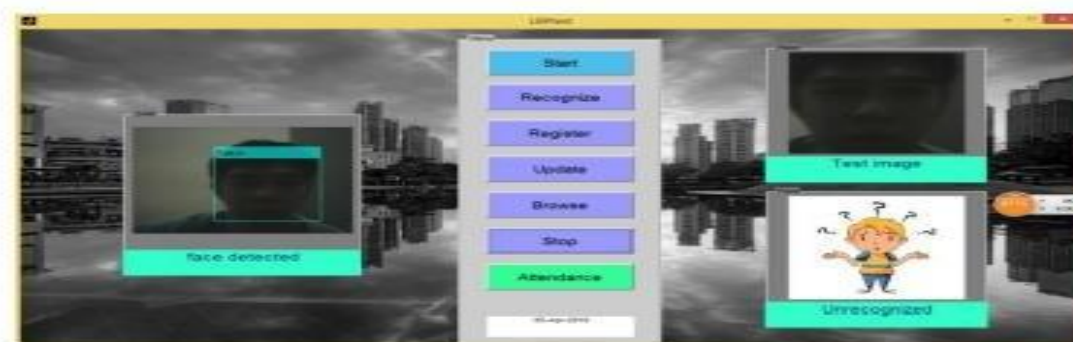 Start
Recognize
Register
Update
Browse
Stop
Attendance
face detected
Test image
Unrecognized